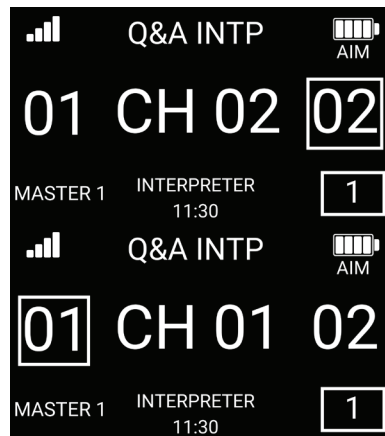 Q&A INTP
AIM
01 CH 02 02
MASTER 1 INTERPRETER 1
11:30
Q&A INTP
AIM
01 CH 01 02
MASTER 1 INTERPRETER 1
11:30